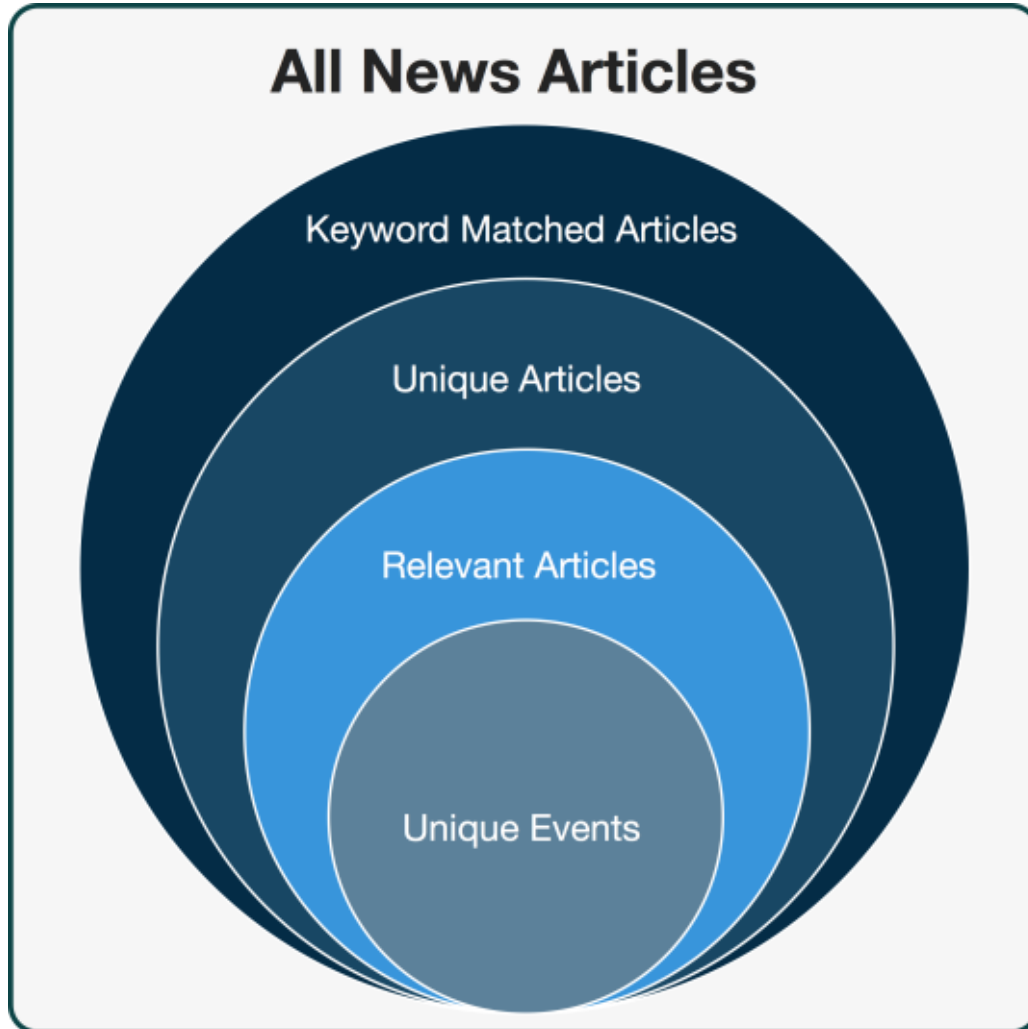 All News Articles
Keyword Matched Articles
Unique Articles
Relevant Articles
Unique Events